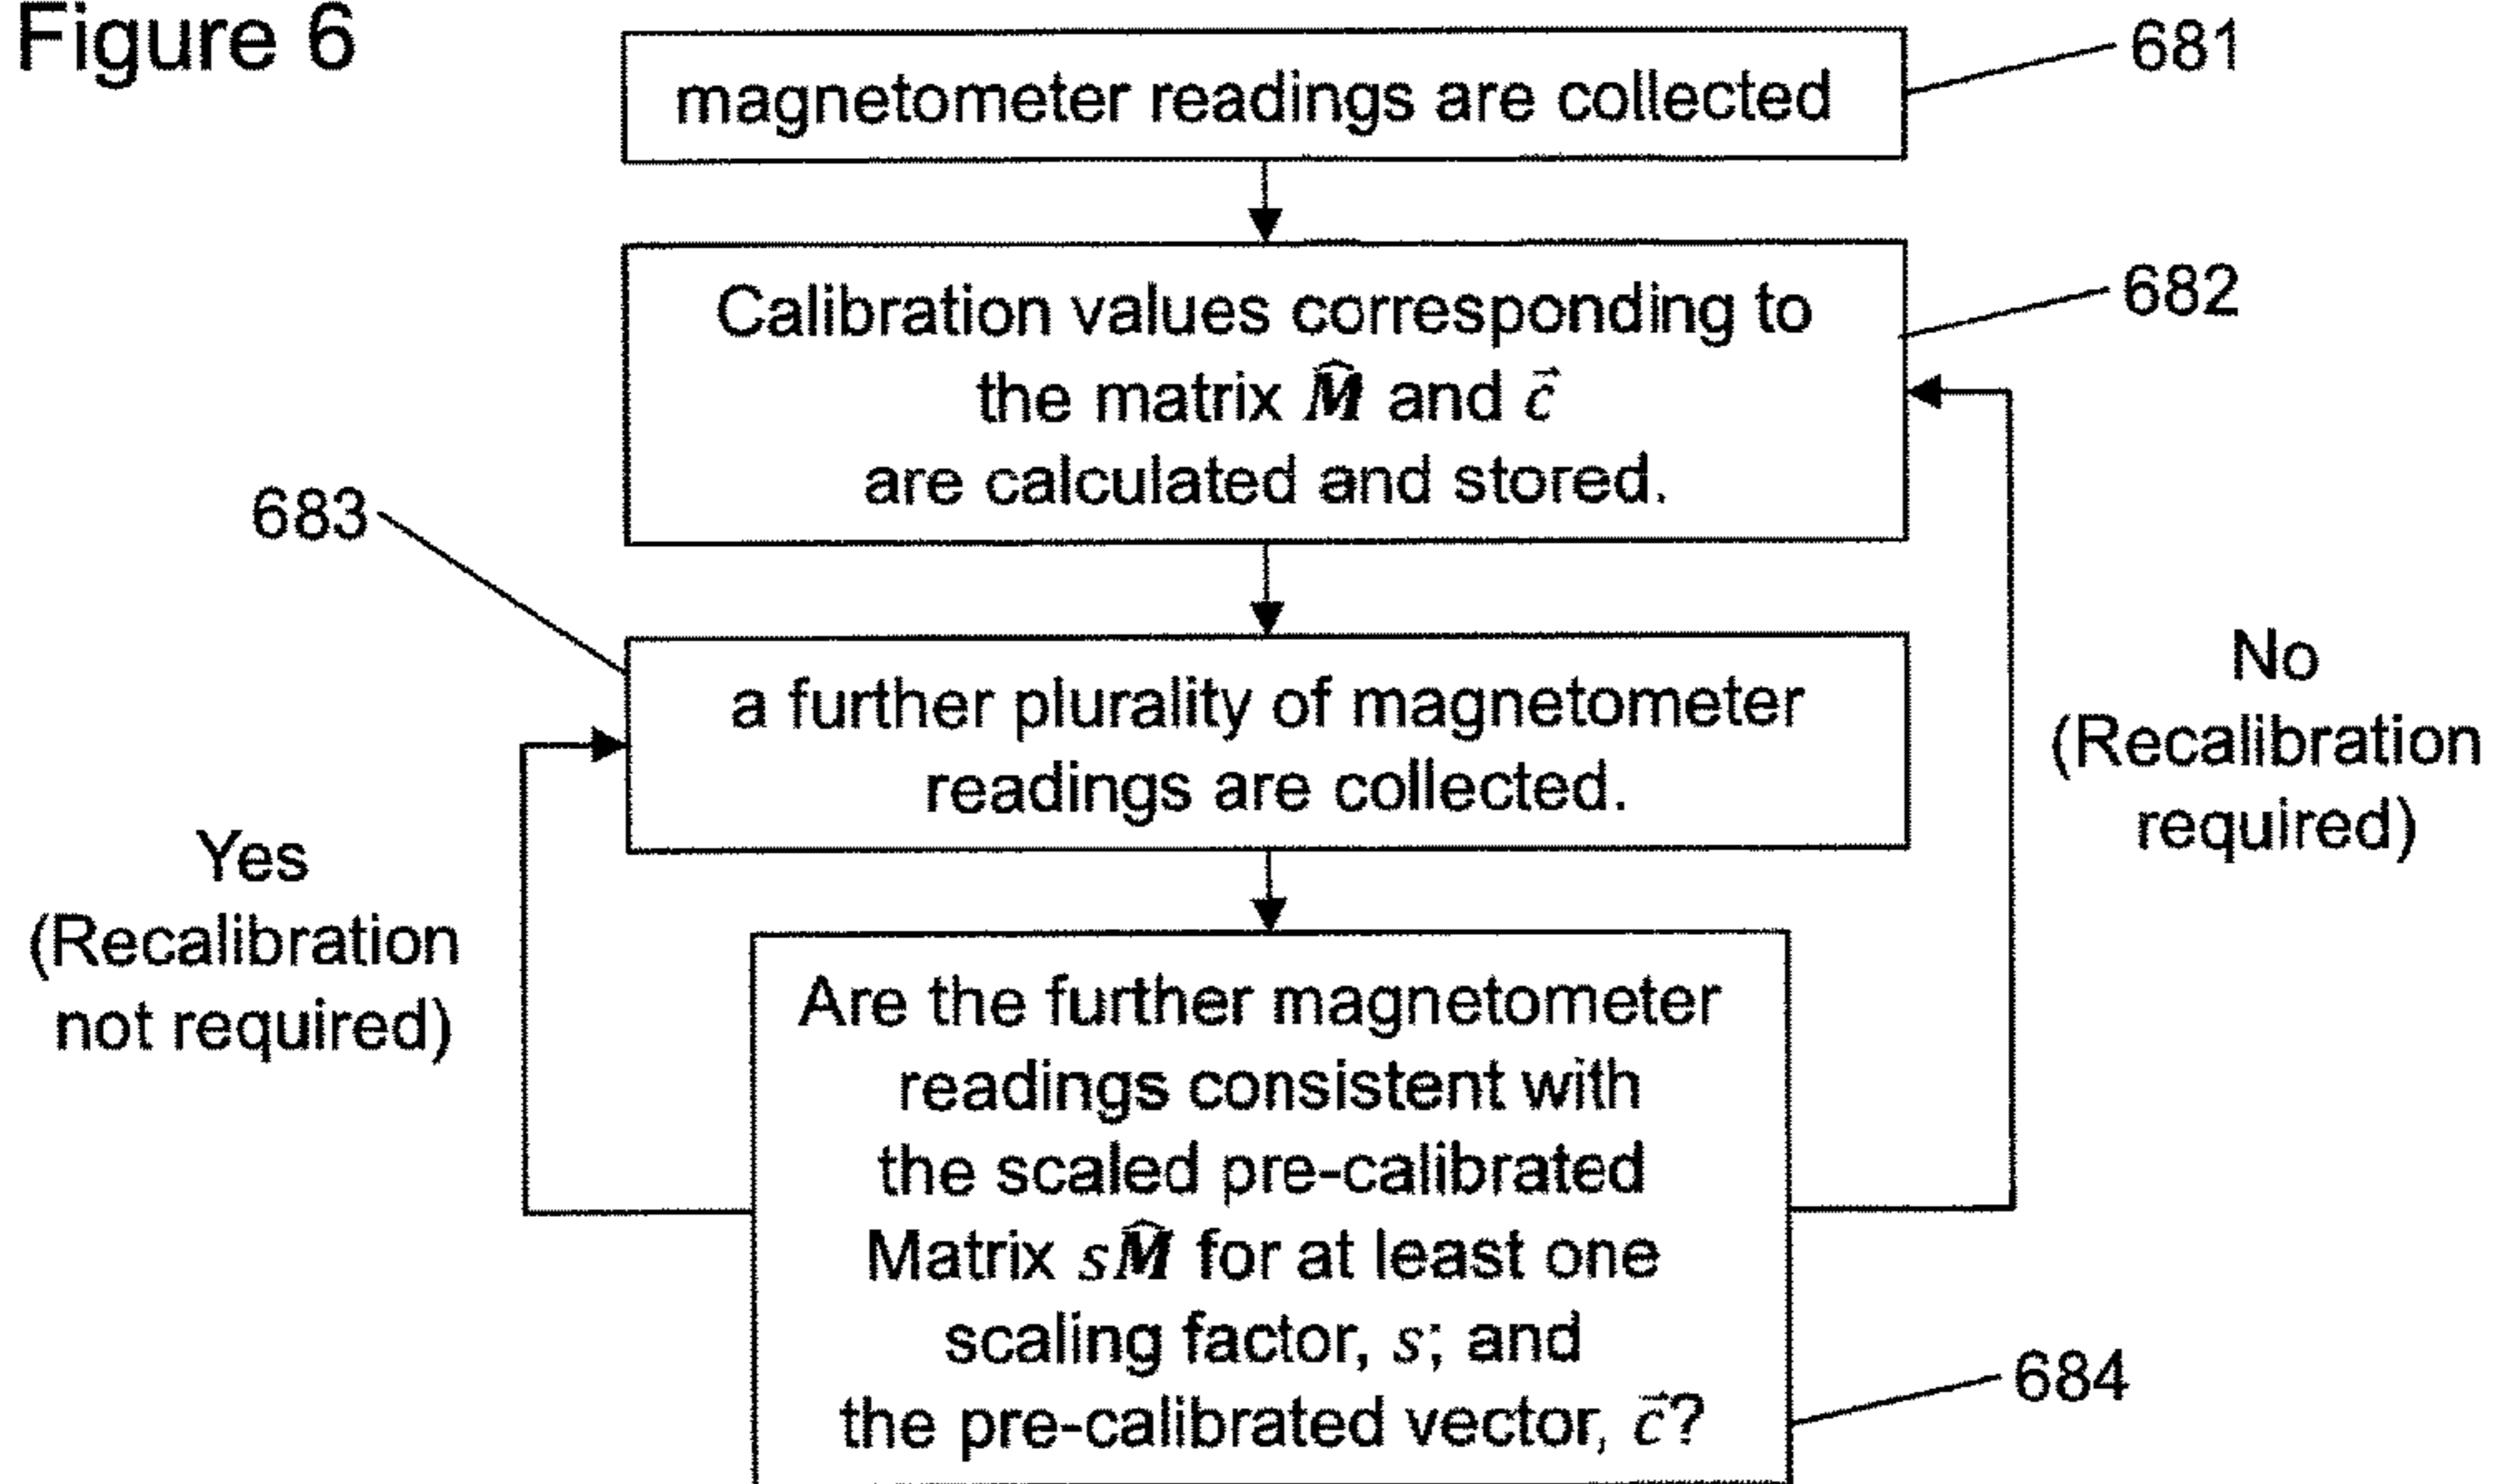 Figure 6
magnetometer readings are collected
681
Calibration values corresponding to
the matrix M̂ and c⃗
are calculated and stored.
682
683
a further plurality of magnetometer
readings are collected.
No
(Recalibration
required)
Yes
(Recalibration
not required)
Are the further magnetometer
readings consistent with
the scaled pre-calibrated
Matrix sM̂ for at least one
scaling factor, s; and
the pre-calibrated vector, c⃗?
684